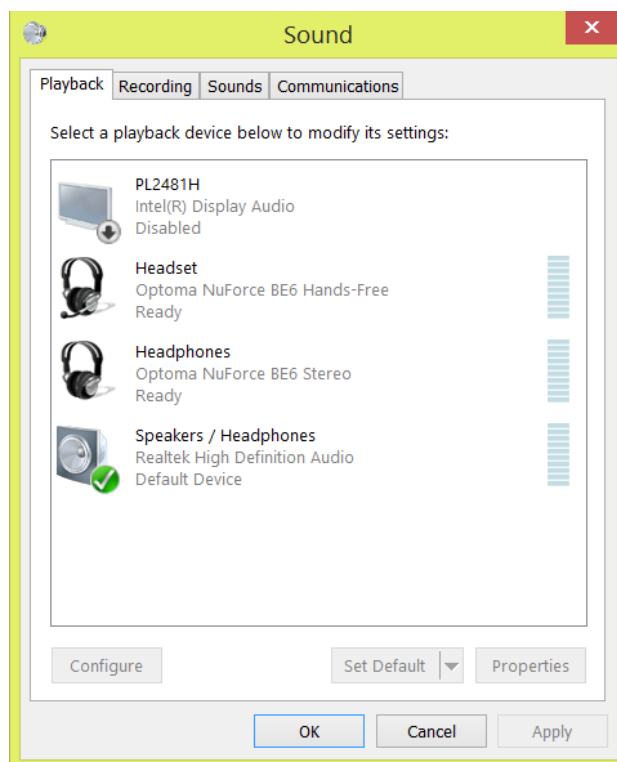 Sound
Playback Recording Sounds Communications
Select a playback device below to modify its settings:
PL2481H
Intel(R) Display Audio
Disabled
Headset
Optoma NuForce BE6 Hands-Free
Ready
Headphones
Optoma NuForce BE6 Stereo
Ready
Speakers / Headphones
Realtek High Definition Audio
Default Device
Configure Set Default Properties
OK Cancel Apply